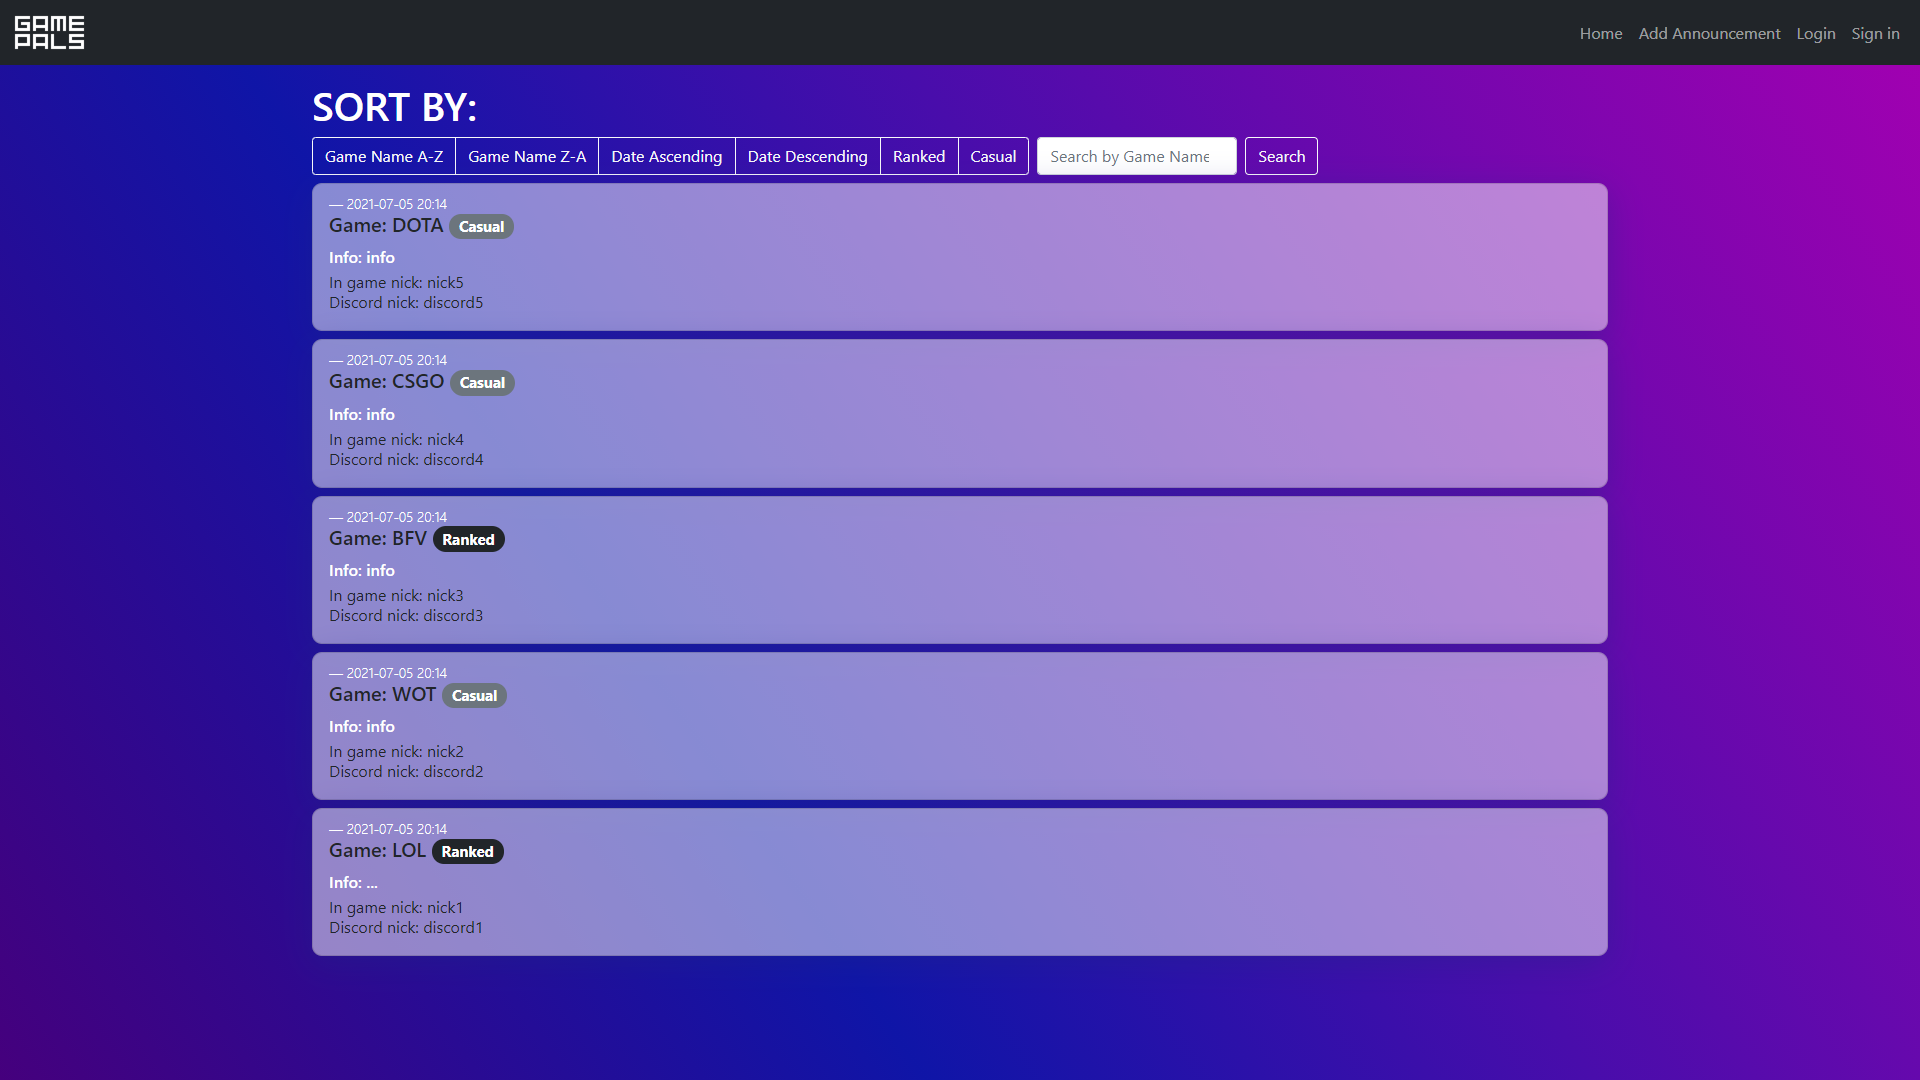 GAME
PALS
Home Add Announcement Login Sign in
SORT BY:
Game Name A-Z Game Name Z-A Date Ascending Date Descending Ranked Casual Search by Game Name Search
— 2021-07-05 20:14
Game: DOTA Casual
Info: info
In game nick: nick5
Discord nick: discord5
— 2021-07-05 20:14
Game: CSGO Casual
Info: info
In game nick: nick4
Discord nick: discord4
— 2021-07-05 20:14
Game: BFV Ranked
Info: info
In game nick: nick3
Discord nick: discord3
— 2021-07-05 20:14
Game: WOT Casual
Info: info
In game nick: nick2
Discord nick: discord2
— 2021-07-05 20:14
Game: LOL Ranked
Info: ...
In game nick: nick1
Discord nick: discord1